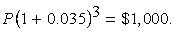 P(1 + 0.035)³ = $1,000.